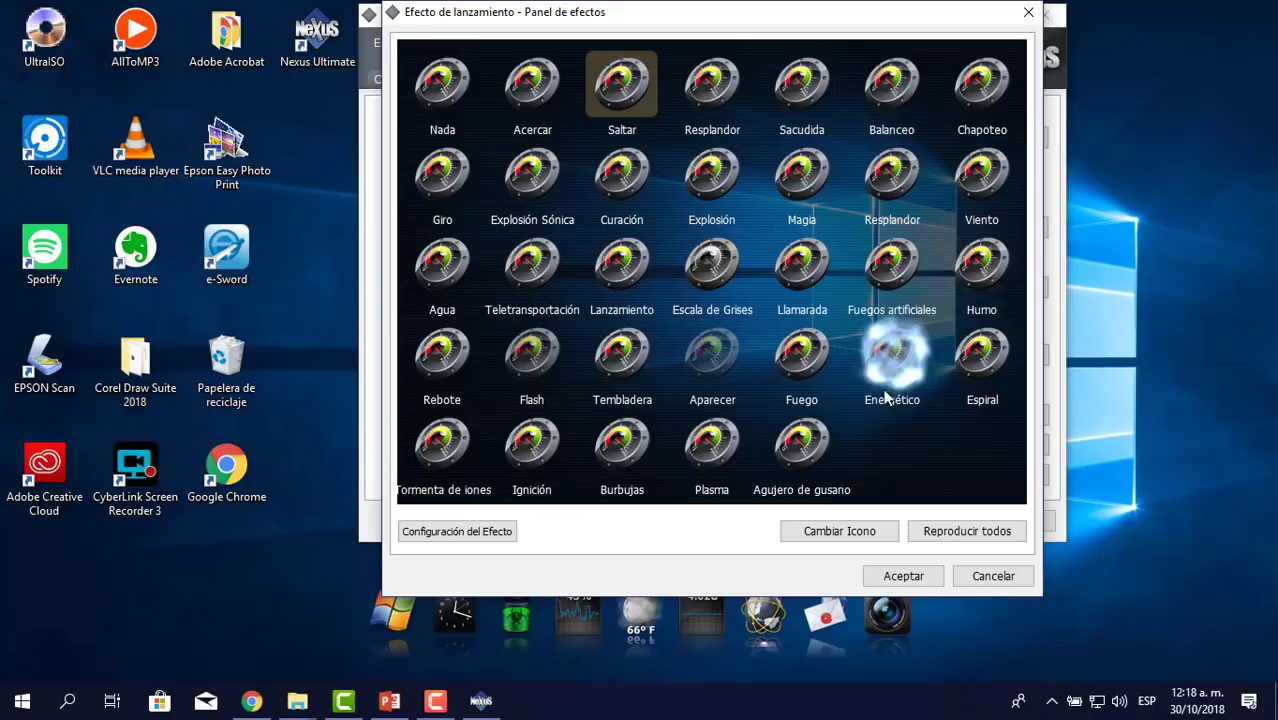 Efecto de lanzamiento - Panel de efectos
UltraISO
AllToMP3
Adobe Acrobat
Nexus Ultimate
Toolkit
VLC media player
Epson Easy Photo
Print
Spotify
Evernote
e-Sword
EPSON Scan
Corel Draw Suite
2018
Papelera de
reciclaje
Adobe Creative
Cloud
CyberLink Screen
Recorder 3
Google Chrome
Nada
Acercar
Saltar
Resplandor
Sacudida
Balanceo
Chapoteo
Giro
Explosión Sónica
Curación
Explosión
Magia
Resplandor
Viento
Agua
Teletransportación
Lanzamiento
Escala de Grises
Llamarada
Fuegos artificiales
Humo
Rebote
Flash
Tembladera
Aparecer
Fuego
Energético
Espiral
Tormenta de iones
Ignición
Burbujas
Plasma
Agujero de gusano
Configuración del Efecto
Cambiar Icono
Reproducir todos
Aceptar
Cancelar
66° F
ESP
12:18 a. m.
30/10/2018